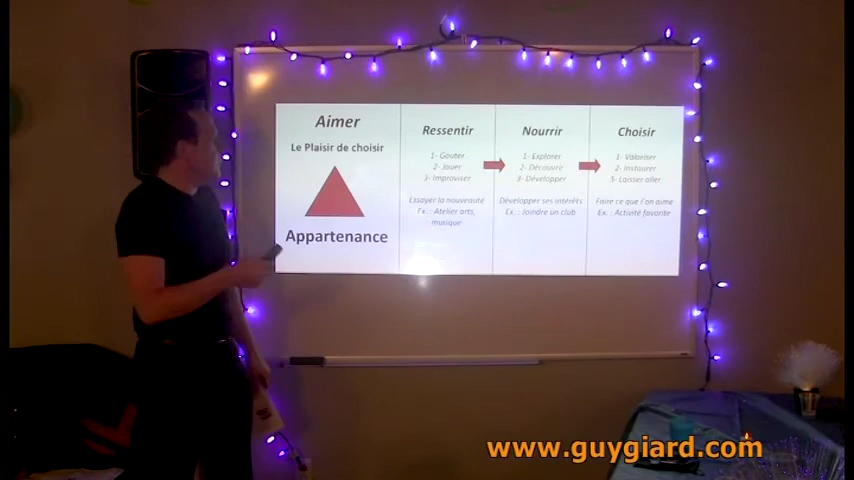 Aimer
Le Plaisir de choisir
Appartenance
Ressentir
1- Gouter
2- Jouer
3- Improviser
Essayer la nouveauté
Ex. : Atelier arts,
musique
Nourrir
1- Explorer
2- Découvrir
3- Développer
Développer ses intérêts
Ex. : Joindre un club
Choisir
1- Valoriser
2- Instaurer
3- Laisser aller
Faire ce que l'on aime
Ex. : Activité favorite
www.guygiard.com